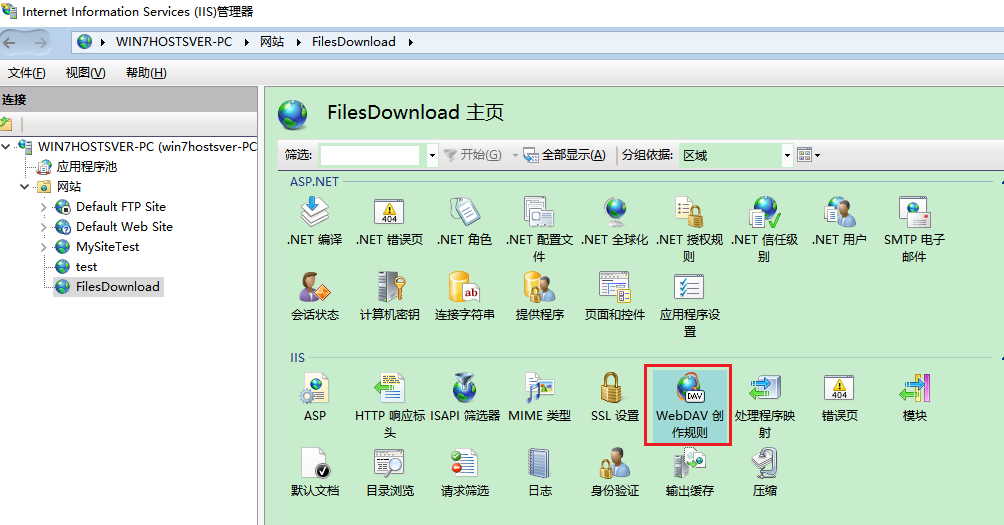 Internet Information Services (IIS)管理器
WIN7HOSTSVER-PC
网站
FilesDownload
文件(F)
视图(V)
帮助(H)
连接
WIN7HOSTSVER-PC (win7hostsver-PC
应用程序池
网站
Default FTP Site
Default Web Site
MySiteTest
test
FilesDownload
FilesDownload 主页
筛选:
开始(G)
全部显示(A)
分组依据:
区域
ASP.NET
.NET 编译
.NET 错误页
.NET 角色
.NET 配置文
件
.NET 全球化
.NET 授权规
则
.NET 信任级
别
.NET 用户
SMTP 电子
邮件
会话状态
计算机密钥
连接字符串
提供程序
页面和控件
应用程序设
置
IIS
ASP
HTTP 响应标
头
ISAPI 筛选器
MIME 类型
SSL 设置
WebDAV 创
作规则
处理程序映
射
错误页
模块
默认文档
目录浏览
请求筛选
日志
身份验证
输出缓存
压缩
404
ab
DAV
404